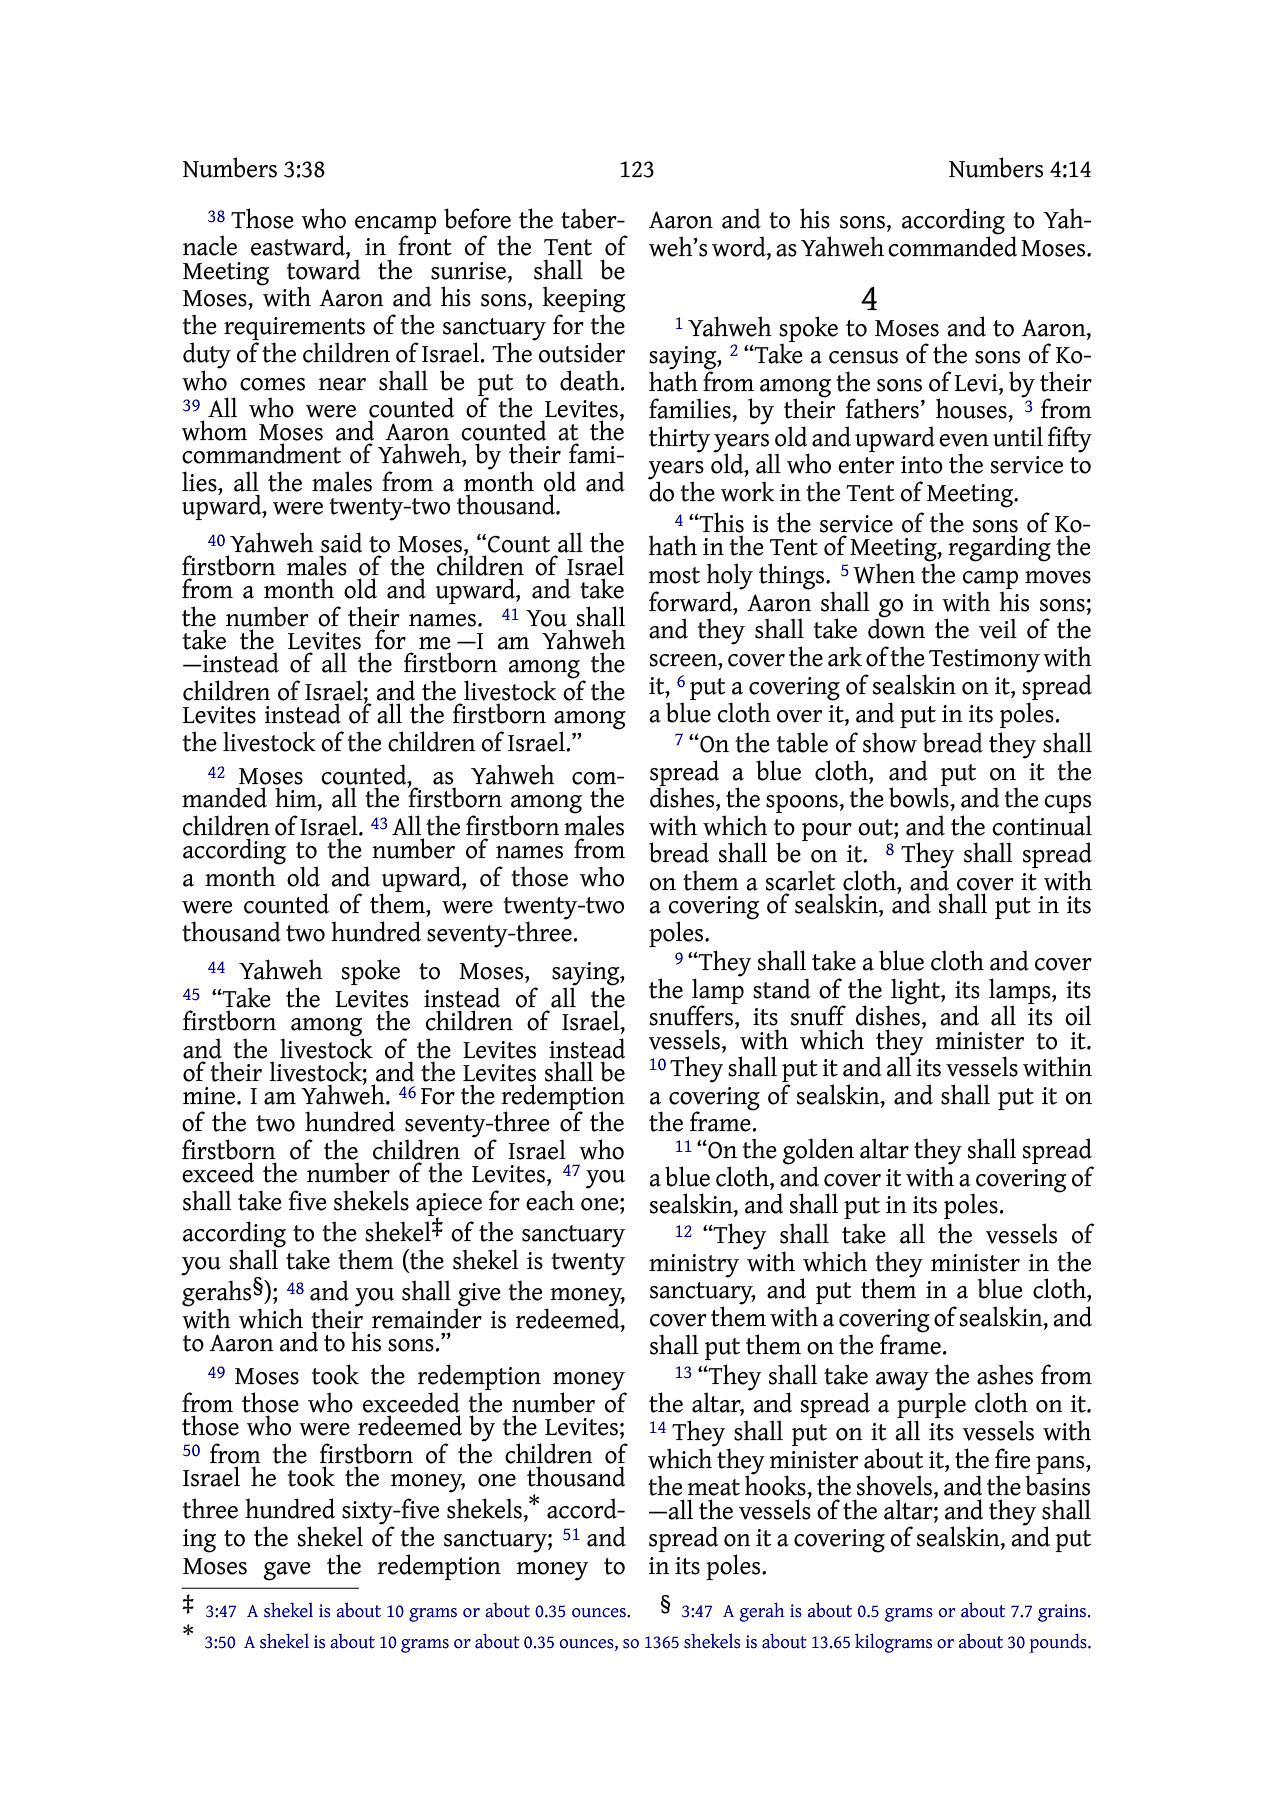 Numbers 3:38 123 Numbers 4:14
38 Those who encamp before the taber-
nacle eastward, in front of the Tent of
Meeting toward the sunrise, shall be
Moses, with Aaron and his sons, keeping
the requirements of the sanctuary for the
duty of the children of Israel. The outsider
who comes near shall be put to death.
39 All who were counted of the Levites,
whom Moses and Aaron counted at the
commandment of Yahweh, by their fami-
lies, all the males from a month old and
upward, were twenty-two thousand.
40 Yahweh said to Moses, “Count all the
firstborn males of the children of Israel
from a month old and upward, and take
the number of their names. 41 You shall
take the Levites for me —I am Yahweh
—instead of all the firstborn among the
children of Israel; and the livestock of the
Levites instead of all the firstborn among
the livestock of the children of Israel.”
42 Moses counted, as Yahweh com-
manded him, all the firstborn among the
children of Israel. 43 All the firstborn males
according to the number of names from
a month old and upward, of those who
were counted of them, were twenty-two
thousand two hundred seventy-three.
44 Yahweh spoke to Moses, saying,
45 “Take the Levites instead of all the
firstborn among the children of Israel,
and the livestock of the Levites instead
of their livestock; and the Levites shall be
mine. I am Yahweh. 46 For the redemption
of the two hundred seventy-three of the
firstborn of the children of Israel who
exceed the number of the Levites, 47 you
shall take five shekels apiece for each one;
according to the shekel‡ of the sanctuary
you shall take them (the shekel is twenty
gerahs§); 48 and you shall give the money,
with which their remainder is redeemed,
to Aaron and to his sons.”
49 Moses took the redemption money
from those who exceeded the number of
those who were redeemed by the Levites;
50 from the firstborn of the children of
Israel he took the money, one thousand
three hundred sixty-five shekels,* accord-
ing to the shekel of the sanctuary; 51 and
Moses gave the redemption money to
Aaron and to his sons, according to Yah-
weh’s word, as Yahweh commanded Moses.
4
1 Yahweh spoke to Moses and to Aaron,
saying, 2 “Take a census of the sons of Ko-
hath from among the sons of Levi, by their
families, by their fathers’ houses, 3 from
thirty years old and upward even until fifty
years old, all who enter into the service to
do the work in the Tent of Meeting.
4 “This is the service of the sons of Ko-
hath in the Tent of Meeting, regarding the
most holy things. 5 When the camp moves
forward, Aaron shall go in with his sons;
and they shall take down the veil of the
screen, cover the ark of the Testimony with
it, 6 put a covering of sealskin on it, spread
a blue cloth over it, and put in its poles.
7 “On the table of show bread they shall
spread a blue cloth, and put on it the
dishes, the spoons, the bowls, and the cups
with which to pour out; and the continual
bread shall be on it. 8 They shall spread
on them a scarlet cloth, and cover it with
a covering of sealskin, and shall put in its
poles.
9 “They shall take a blue cloth and cover
the lamp stand of the light, its lamps, its
snuffers, its snuff dishes, and all its oil
vessels, with which they minister to it.
10 They shall put it and all its vessels within
a covering of sealskin, and shall put it on
the frame.
11 “On the golden altar they shall spread
a blue cloth, and cover it with a covering of
sealskin, and shall put in its poles.
12 “They shall take all the vessels of
ministry with which they minister in the
sanctuary, and put them in a blue cloth,
cover them with a covering of sealskin, and
shall put them on the frame.
13 “They shall take away the ashes from
the altar, and spread a purple cloth on it.
14 They shall put on it all its vessels with
which they minister about it, the fire pans,
the meat hooks, the shovels, and the basins
—all the vessels of the altar; and they shall
spread on it a covering of sealskin, and put
in its poles.
‡ 3:47 A shekel is about 10 grams or about 0.35 ounces. § 3:47 A gerah is about 0.5 grams or about 7.7 grains.
* 3:50 A shekel is about 10 grams or about 0.35 ounces, so 1365 shekels is about 13.65 kilograms or about 30 pounds.